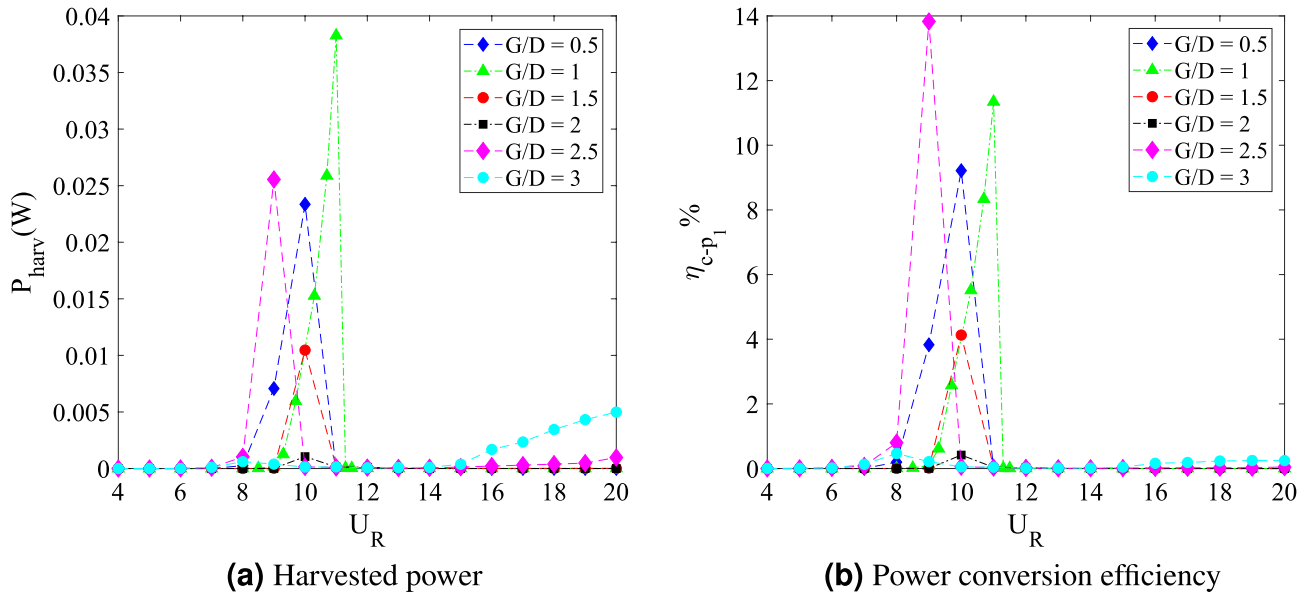 0.04
0.035
0.03
0.025
0.02
0.015
0.01
0.005
0
P_harv(W)
4 6 8 10 12 14 16 18 20
U_R
G/D = 0.5
G/D = 1
G/D = 1.5
G/D = 2
G/D = 2.5
G/D = 3
(a) Harvested power
14
12
10
8
6
4
2
0
η_c-p_1 %
4 6 8 10 12 14 16 18 20
U_R
G/D = 0.5
G/D = 1
G/D = 1.5
G/D = 2
G/D = 2.5
G/D = 3
(b) Power conversion efficiency